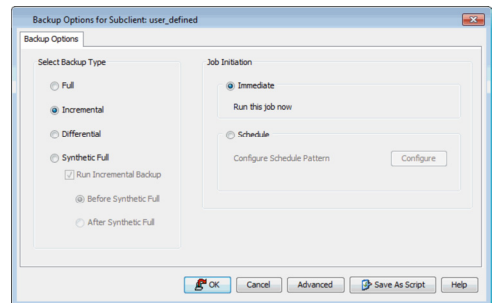 Backup Options for Subclient: user_defined
Backup Options
Select Backup Type
Full
Incremental
Differential
Synthetic Full
Run Incremental Backup
Before Synthetic Full
After Synthetic Full
Job Initiation
Immediate
Run this job now
Schedule
Configure Schedule Pattern
Configure
OK
Cancel
Advanced
Save As Script
Help